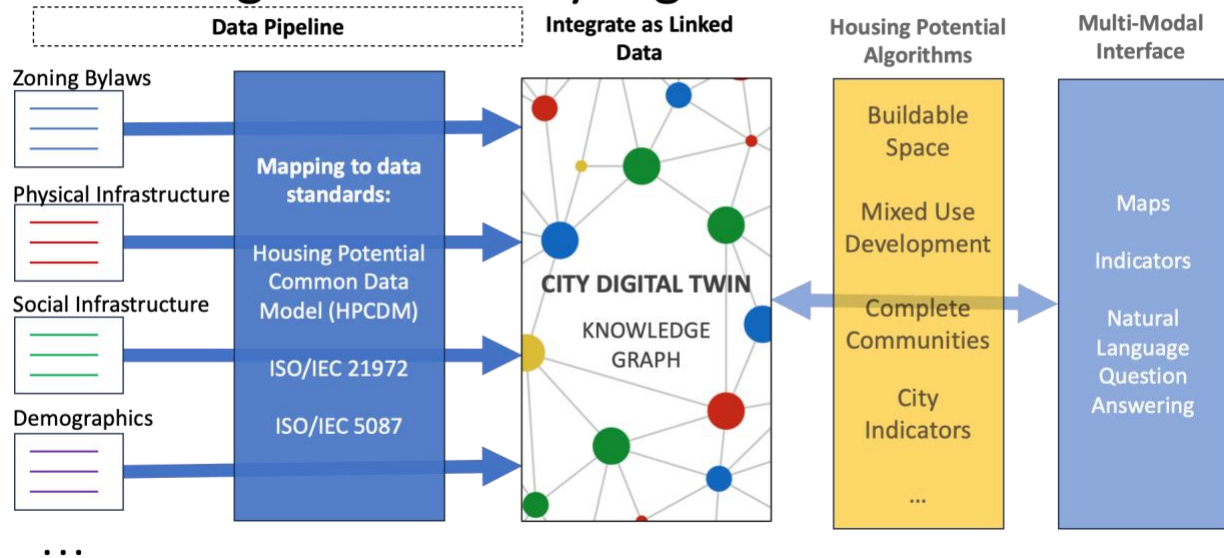 Data Pipeline
Integrate as Linked
Data
Housing Potential
Algorithms
Multi-Modal
Interface
Zoning Bylaws
Physical Infrastructure
Social Infrastructure
Demographics
...
Mapping to data
standards:
Housing Potential
Common Data
Model (HPCDM)
ISO/IEC 21972
ISO/IEC 5087
CITY DIGITAL TWIN
KNOWLEDGE
GRAPH
Buildable
Space
Mixed Use
Development
Complete
Communities
City
Indicators
...
Maps
Indicators
Natural
Language
Question
Answering